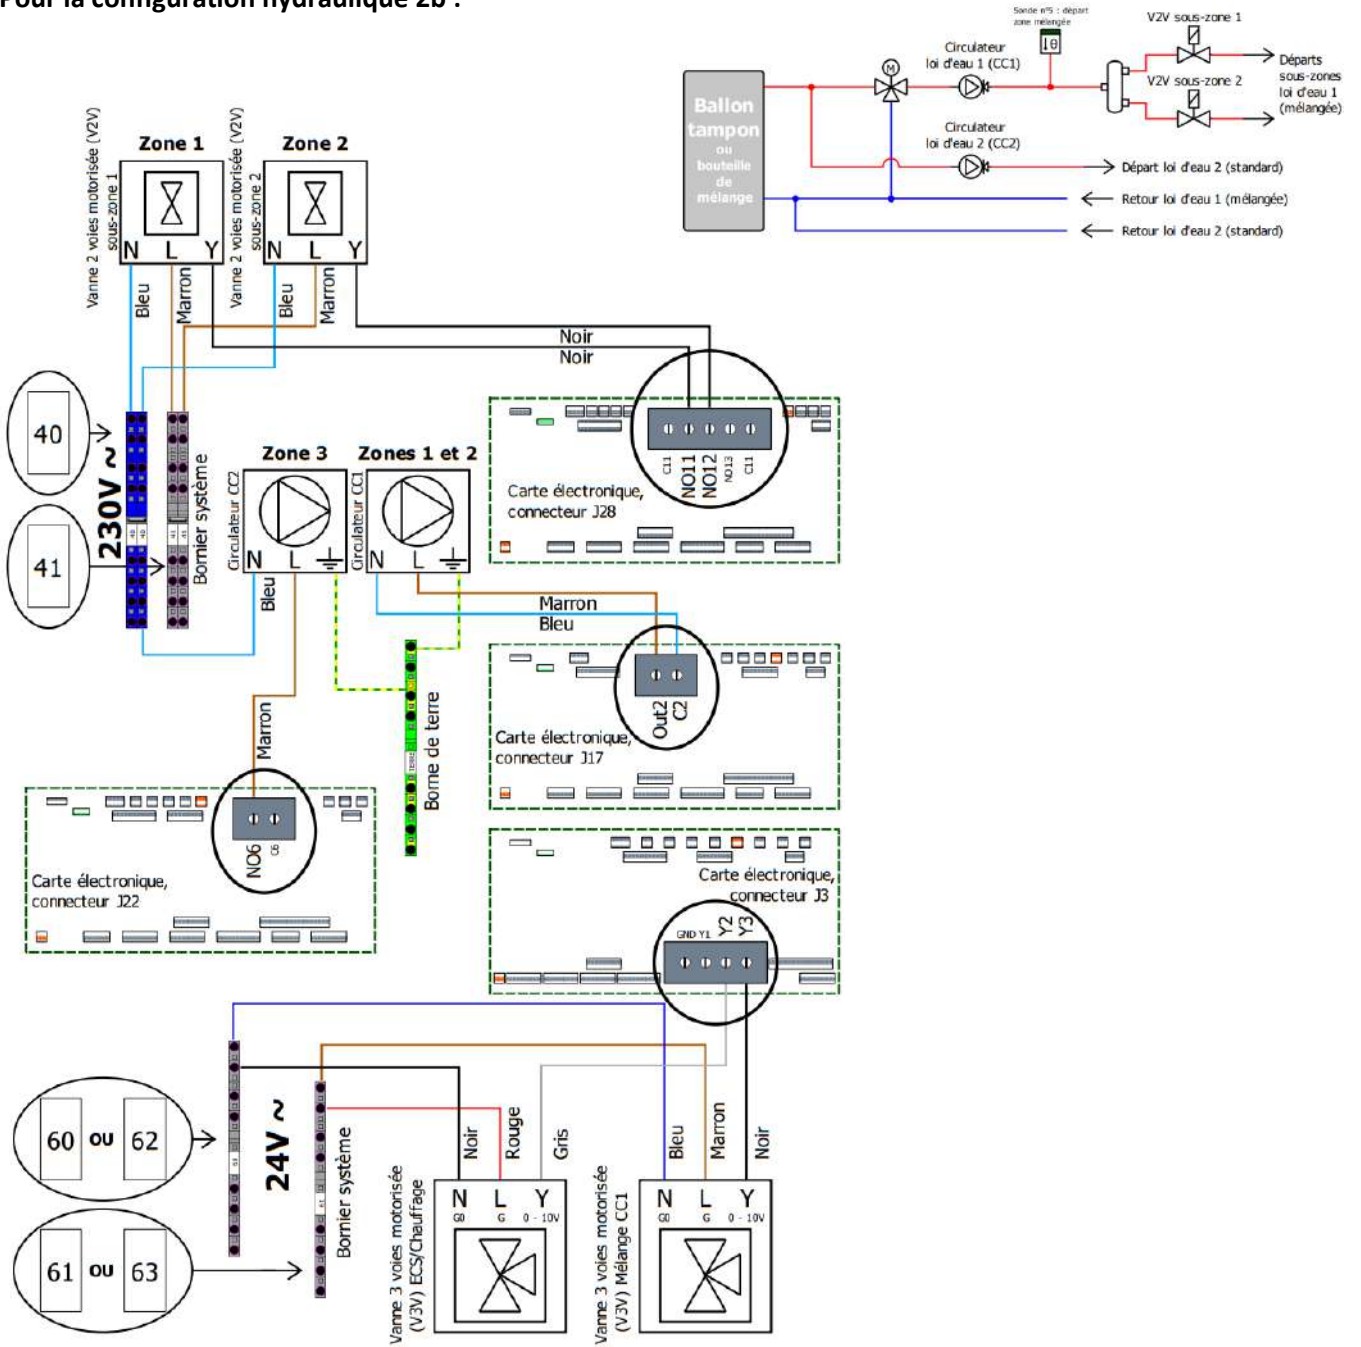 Pour la configuration hydraulique 2b :
Sonde n°5 : départ
zone mélangée
V2V sous-zone 1
Circulateur
loi d'eau 1 (CC1)
M
Départs
sous-zones
loi d'eau 1
(mélangée)
V2V sous-zone 2
Ballon
tampon
ou
bouteille
de
mélange
Circulateur
loi d'eau 2 (CC2)
Départ loi d'eau 2 (standard)
Retour loi d'eau 1 (mélangée)
Retour loi d'eau 2 (standard)
Vanne 2 voies motorisée (V2V)
sous-zone 1
Zone 1
N L Y
Vanne 2 voies motorisée (V2V)
sous-zone 2
Zone 2
N L Y
Bleu
Marron
Bleu
Marron
Noir
Noir
40
41
230V ~
Bornier système
Zone 3
Circulateur CC2
N L
Zones 1 et 2
Circulateur CC1
N L
Bleu
Marron
Marron
Bleu
C11
NO11
NO12
NO13
C11
Carte électronique,
connecteur J28
Out2
C2
Carte électronique,
connecteur J17
Borne de terre
TERRE
NO6
C6
Carte électronique,
connecteur J22
Carte électronique,
connecteur J3
GND Y1
Y2
Y3
60 OU 62
61 OU 63
24V ~
Bornier système
Noir
Rouge
Gris
Bleu
Marron
Noir
Vanne 3 voies motorisée
(V3V) ECS/Chauffage
N L Y
G0 G 0 - 10V
Vanne 3 voies motorisée
(V3V) Mélange CC1
N L Y
G0 G 0 - 10V